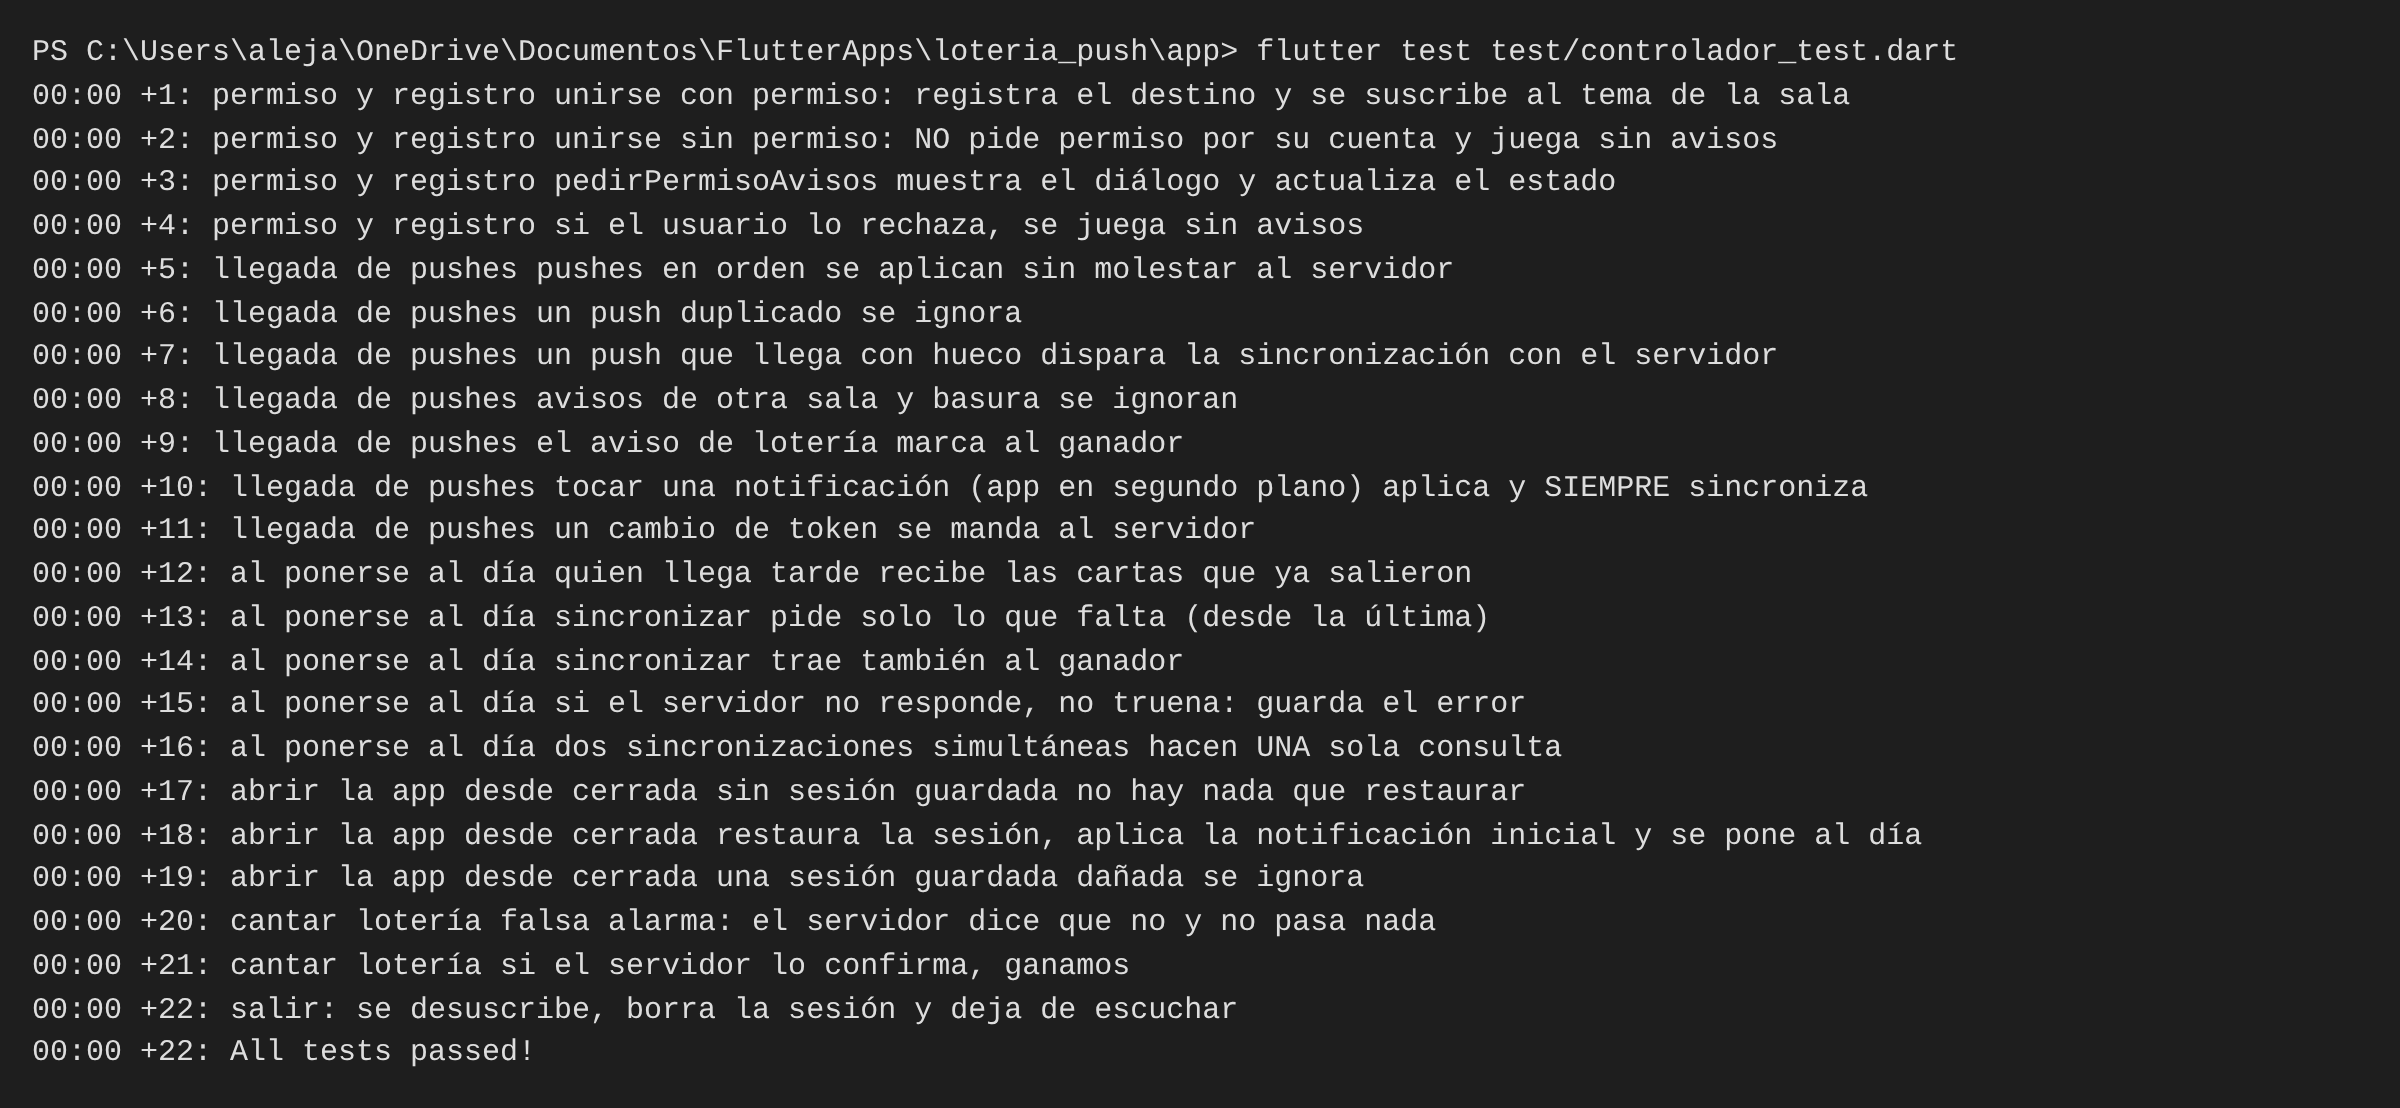 PS C:\Users\aleja\OneDrive\Documentos\FlutterApps\loteria_push\app> flutter test test/controlador_test.dart
00:00 +1: permiso y registro unirse con permiso: registra el destino y se suscribe al tema de la sala
00:00 +2: permiso y registro unirse sin permiso: NO pide permiso por su cuenta y juega sin avisos
00:00 +3: permiso y registro pedirPermisoAvisos muestra el diálogo y actualiza el estado
00:00 +4: permiso y registro si el usuario lo rechaza, se juega sin avisos
00:00 +5: llegada de pushes pushes en orden se aplican sin molestar al servidor
00:00 +6: llegada de pushes un push duplicado se ignora
00:00 +7: llegada de pushes un push que llega con hueco dispara la sincronización con el servidor
00:00 +8: llegada de pushes avisos de otra sala y basura se ignoran
00:00 +9: llegada de pushes el aviso de lotería marca al ganador
00:00 +10: llegada de pushes tocar una notificación (app en segundo plano) aplica y SIEMPRE sincroniza
00:00 +11: llegada de pushes un cambio de token se manda al servidor
00:00 +12: al ponerse al día quien llega tarde recibe las cartas que ya salieron
00:00 +13: al ponerse al día sincronizar pide solo lo que falta (desde la última)
00:00 +14: al ponerse al día sincronizar trae también al ganador
00:00 +15: al ponerse al día si el servidor no responde, no truena: guarda el error
00:00 +16: al ponerse al día dos sincronizaciones simultáneas hacen UNA sola consulta
00:00 +17: abrir la app desde cerrada sin sesión guardada no hay nada que restaurar
00:00 +18: abrir la app desde cerrada restaura la sesión, aplica la notificación inicial y se pone al día
00:00 +19: abrir la app desde cerrada una sesión guardada dañada se ignora
00:00 +20: cantar lotería falsa alarma: el servidor dice que no y no pasa nada
00:00 +21: cantar lotería si el servidor lo confirma, ganamos
00:00 +22: salir: se desuscribe, borra la sesión y deja de escuchar
00:00 +22: All tests passed!